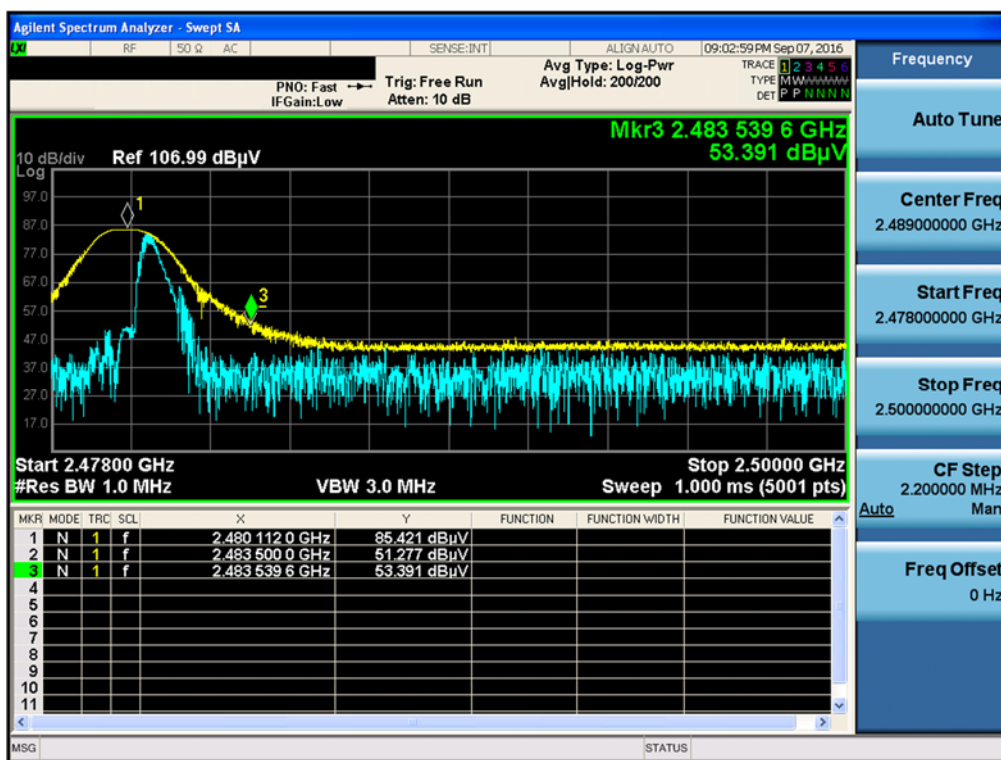 Agilent Spectrum Analyzer - Swept SA
LXI RF 50 Ω AC SENSE:INT ALIGN AUTO 09:02:59 PM Sep 07, 2016
Frequency
PNO: Fast
IFGain:Low
Trig: Free Run
Atten: 10 dB
Avg Type: Log-Pwr
Avg|Hold: 200/200
TRACE 1 2 3 4 5 6
TYPE M W
DET P P N N N N
Auto Tune
Mkr3 2.483 539 6 GHz
53.391 dBµV
10 dB/div Ref 106.99 dBµV
Log
97.0
87.0
77.0
67.0
57.0
47.0
37.0
27.0
17.0
1
3
Start 2.47800 GHz Stop 2.50000 GHz
#Res BW 1.0 MHz VBW 3.0 MHz Sweep 1.000 ms (5001 pts)
Center Freq
2.489000000 GHz
Start Freq
2.478000000 GHz
Stop Freq
2.500000000 GHz
CF Step
2.200000 MHz
Auto Man
Freq Offset
0 Hz
MKR MODE TRC SCL X Y FUNCTION FUNCTION WIDTH FUNCTION VALUE
1 N 1 f 2.480 112 0 GHz 85.421 dBµV
2 N 1 f 2.483 500 0 GHz 51.277 dBµV
3 N 1 f 2.483 539 6 GHz 53.391 dBµV
4
5
6
7
8
9
10
11
MSG STATUS